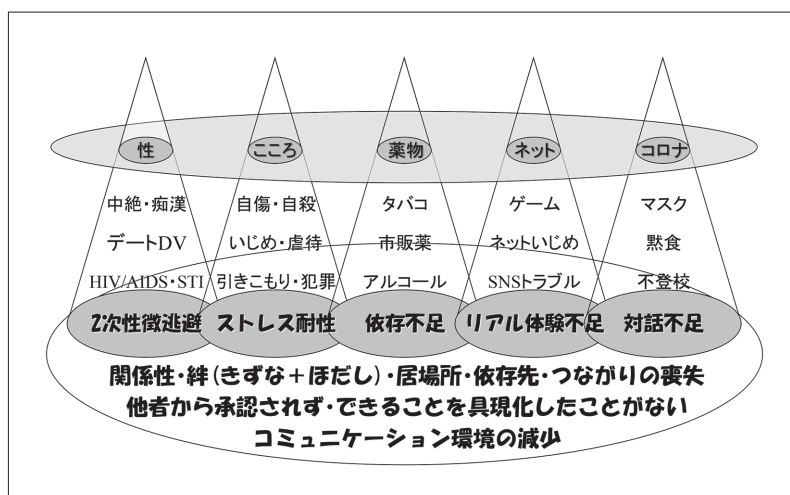 性 こころ 薬物 ネット コロナ
中絶・痴漢 自傷・自殺 タバコ ゲーム マスク
デートDV いじめ・虐待 市販薬 ネットいじめ 黙食
HIV/AIDS・STI 引きこもり・犯罪 アルコール SNSトラブル 不登校
2次性徴逃避 ストレス耐性 依存不足 リアル体験不足 対話不足
関係性・絆(きずな+ほだし)・居場所・依存先・つながりの喪失
他者から承認されず・できることを具現化したことがない
コミュニケーション環境の減少